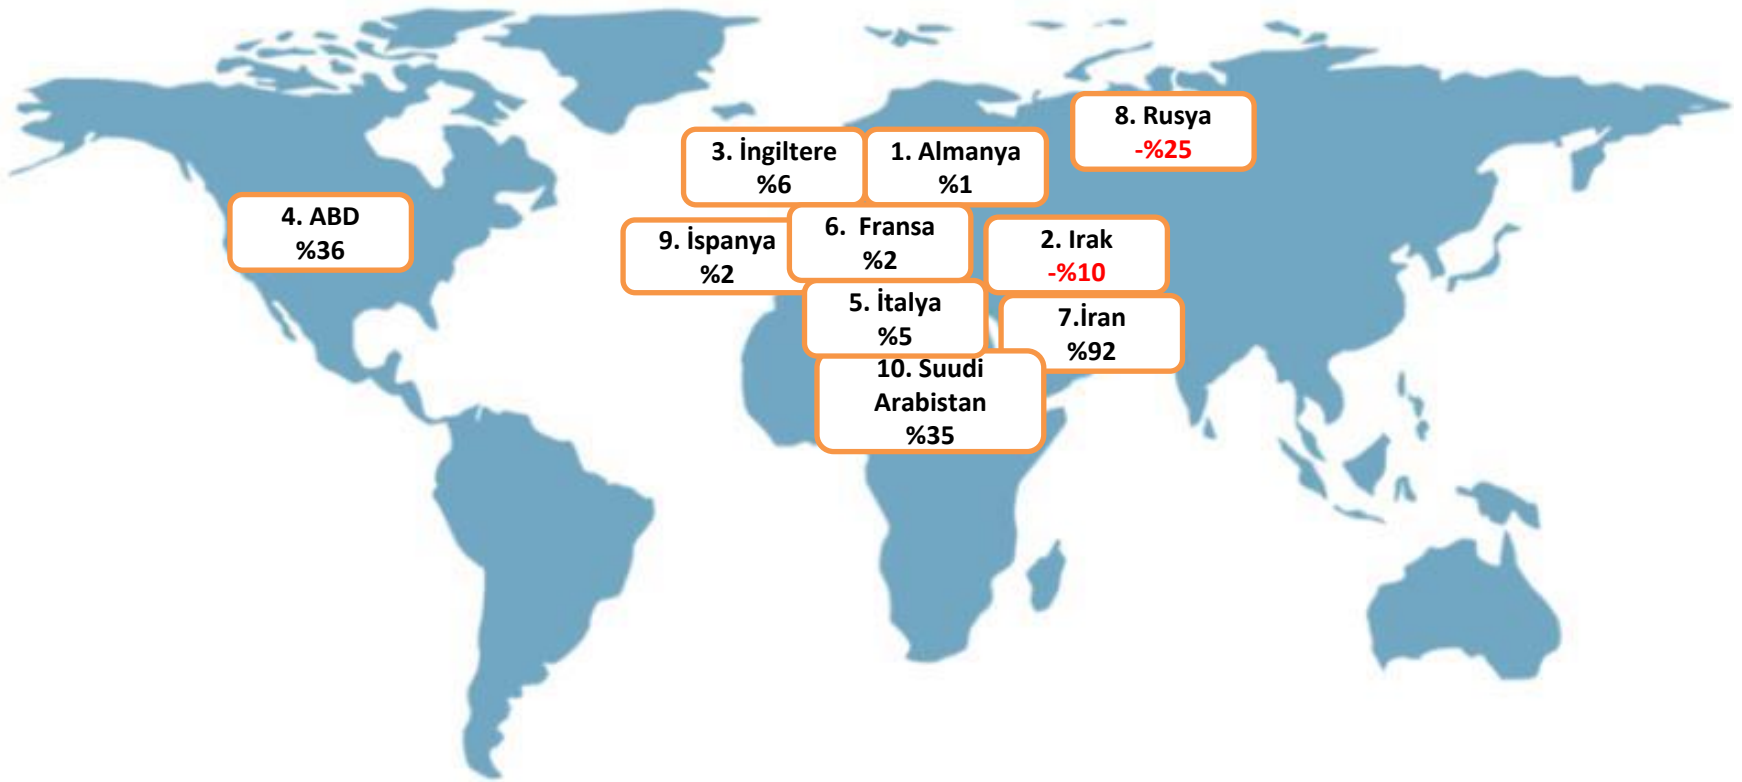 8. Rusya
-%25
3. İngiltere
%6
1. Almanya
%1
4. ABD
%36
9. İspanya
%2
6. Fransa
%2
2. Irak
-%10
5. İtalya
%5
7.İran
%92
10. Suudi
Arabistan
%35